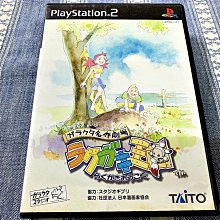 PlayStation®2
ガラクタ名作劇場
ラクガキ王国
協力：スタジオジブリ
協力：社団法人 日本漫画家協会
TAITO